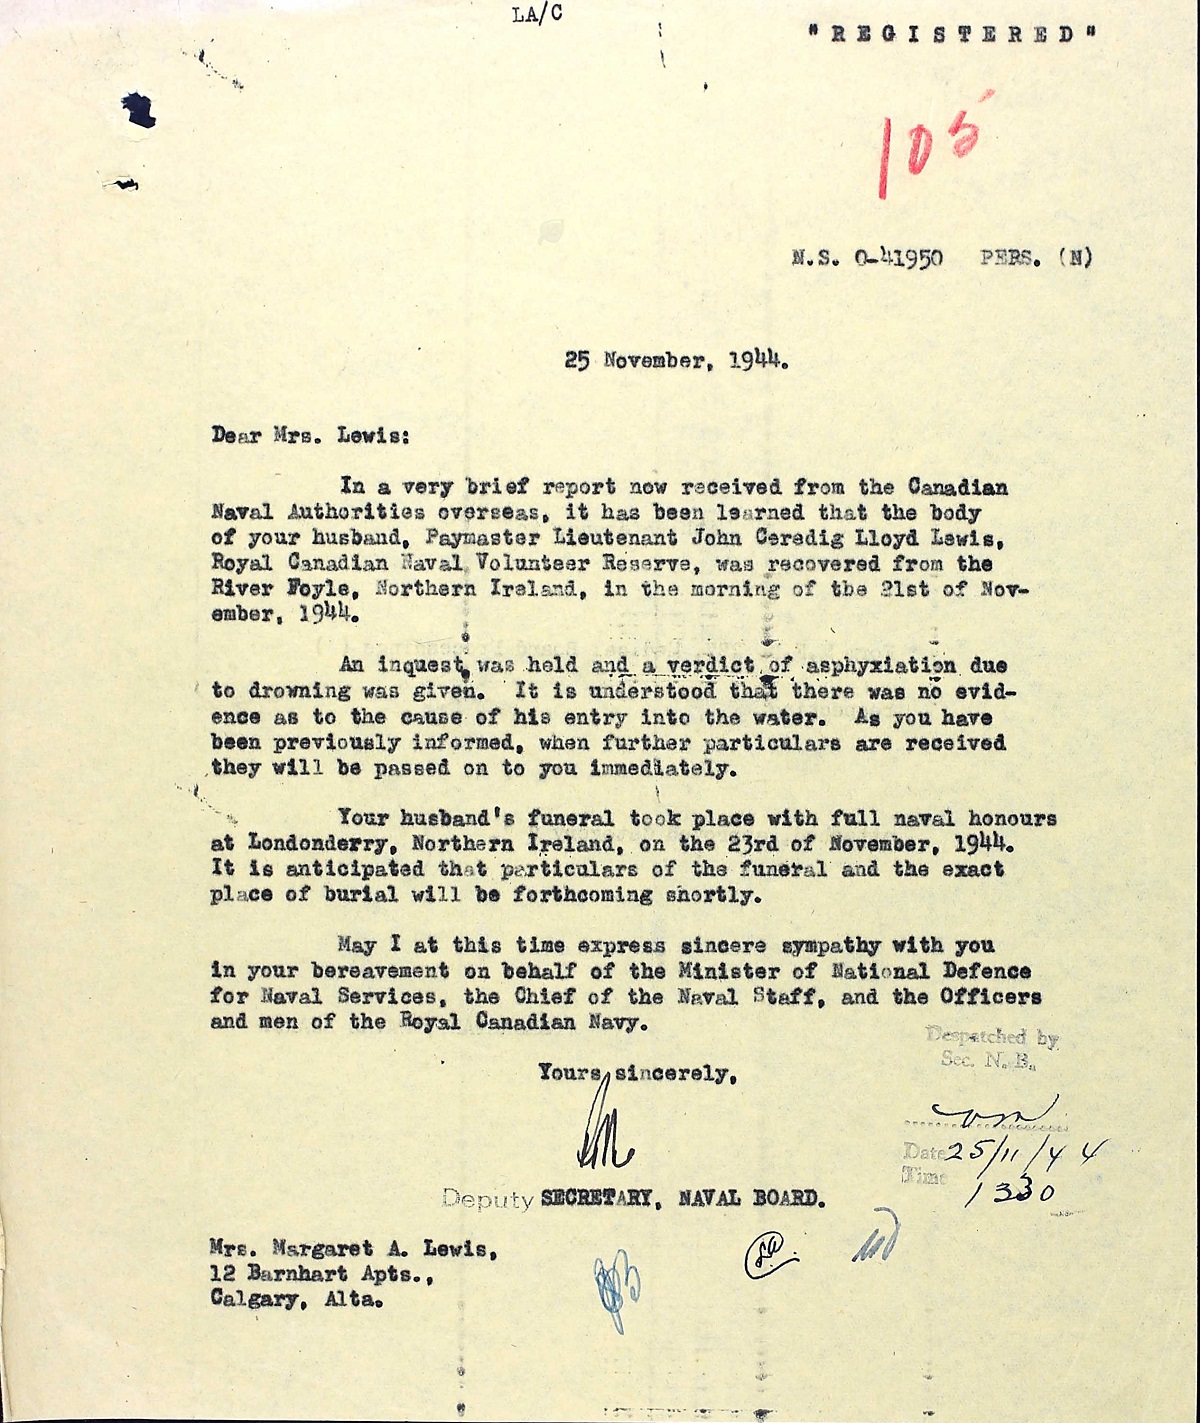 LA/C
"REGISTERED"
105
N.S. 0-41950 PERS. (N)
25 November, 1944.
Dear Mrs. Lewis:
In a very brief report now received from the Canadian
Naval Authorities overseas, it has been learned that the body
of your husband, Paymaster Lieutenant John Ceredig Lloyd Lewis,
Royal Canadian Naval Volunteer Reserve, was recovered from the
River Foyle, Northern Ireland, in the morning of the 21st of Nov-
ember, 1944.
An inquest was held and a verdict of asphyxiation due
to drowning was given. It is understood that there was no evid-
ence as to the cause of his entry into the water. As you have
been previously informed, when further particulars are received
they will be passed on to you immediately.
Your husband's funeral took place with full naval honours
at Londonderry, Northern Ireland, on the 23rd of November, 1944.
It is anticipated that particulars of the funeral and the exact
place of burial will be forthcoming shortly.
May I at this time express sincere sympathy with you
in your bereavement on behalf of the Minister of National Defence
for Naval Services, the Chief of the Naval Staff, and the Officers
and men of the Royal Canadian Navy.
Despatched by
Sec. N.B.
Yours sincerely,
Date 25/11/44
Time 1330
Deputy SECRETARY, NAVAL BOARD.
Mrs. Margaret A. Lewis,
12 Barnhart Apts.,
Calgary, Alta.